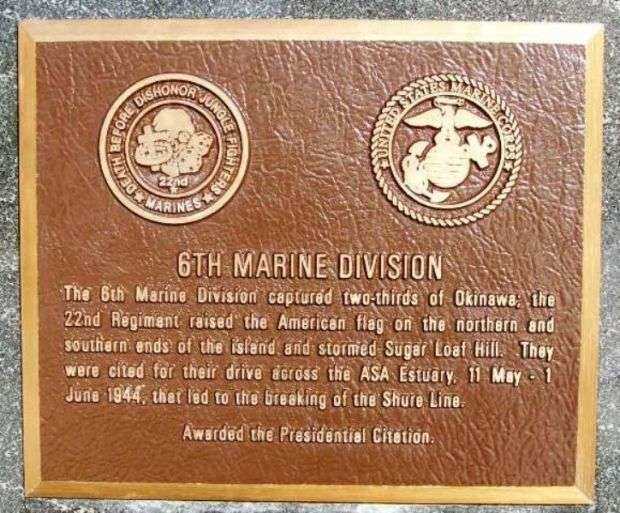 DEATH BEFORE DISHONOR JUNGLE FIGHTERS
22nd
MARINES
UNITED STATES MARINE CORPS
6TH MARINE DIVISION
The 6th Marine Division captured two-thirds of Okinawa; the
22nd Regiment raised the American flag on the northern and
southern ends of the island and stormed Sugar Loaf Hill. They
were cited for their drive across the ASA Estuary, 11 May - 1
June 1944, that led to the breaking of the Shure Line.
Awarded the Presidential Citation.